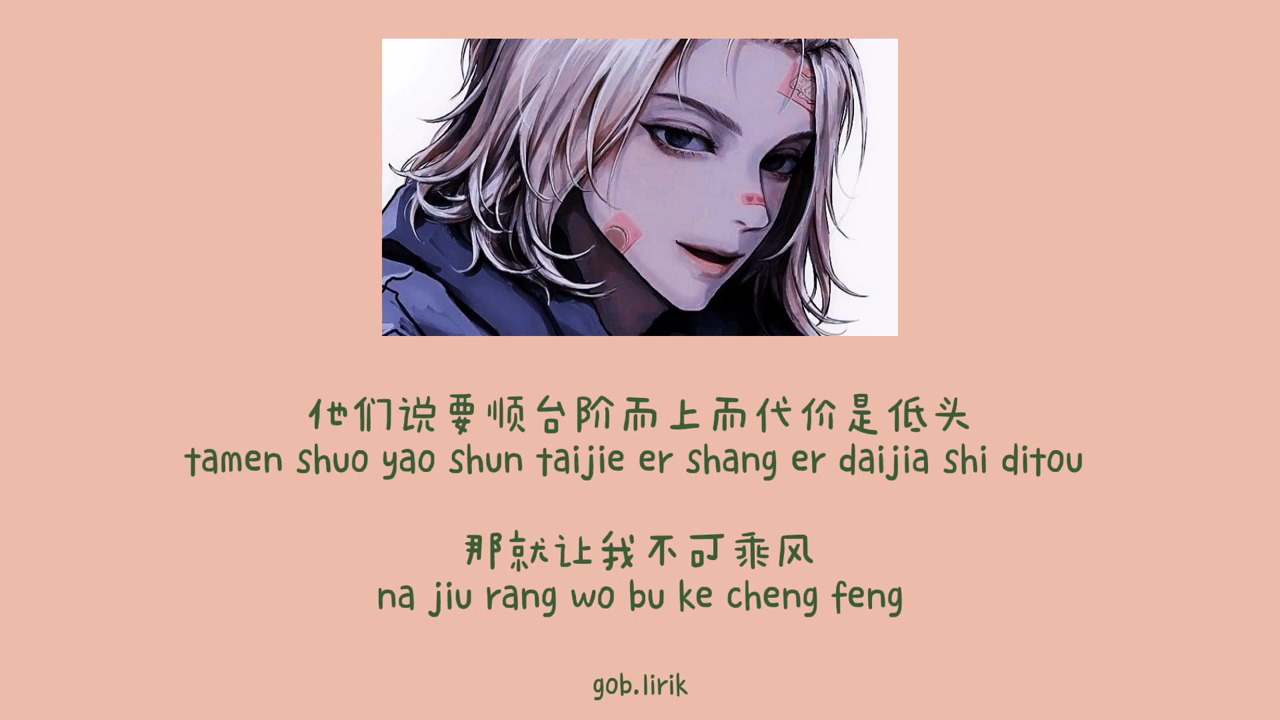 他们说要顺台阶而上而代价是低头
tamen shuo yao shun taijie er shang er daijia shi ditou
那就让我不可乘风
na jiu rang wo bu ke cheng feng
gob.lirik